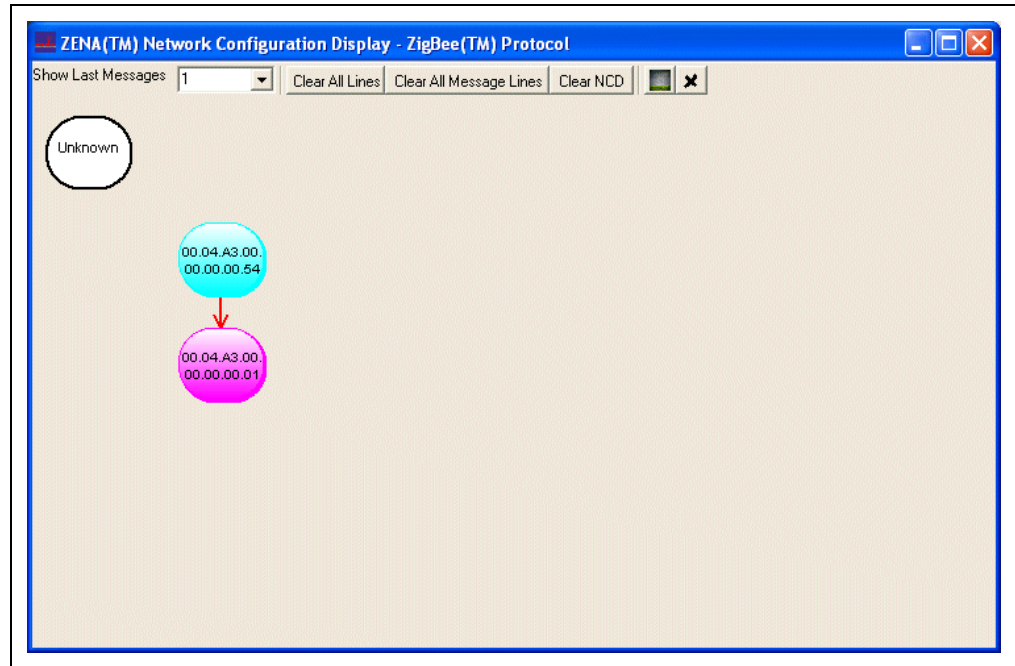 ZENA(TM) Network Configuration Display - ZigBee(TM) Protocol
Show Last Messages 1 Clear All Lines Clear All Message Lines Clear NCD
Unknown
00.04.A3.00.
00.00.00.54
00.04.A3.00.
00.00.00.01